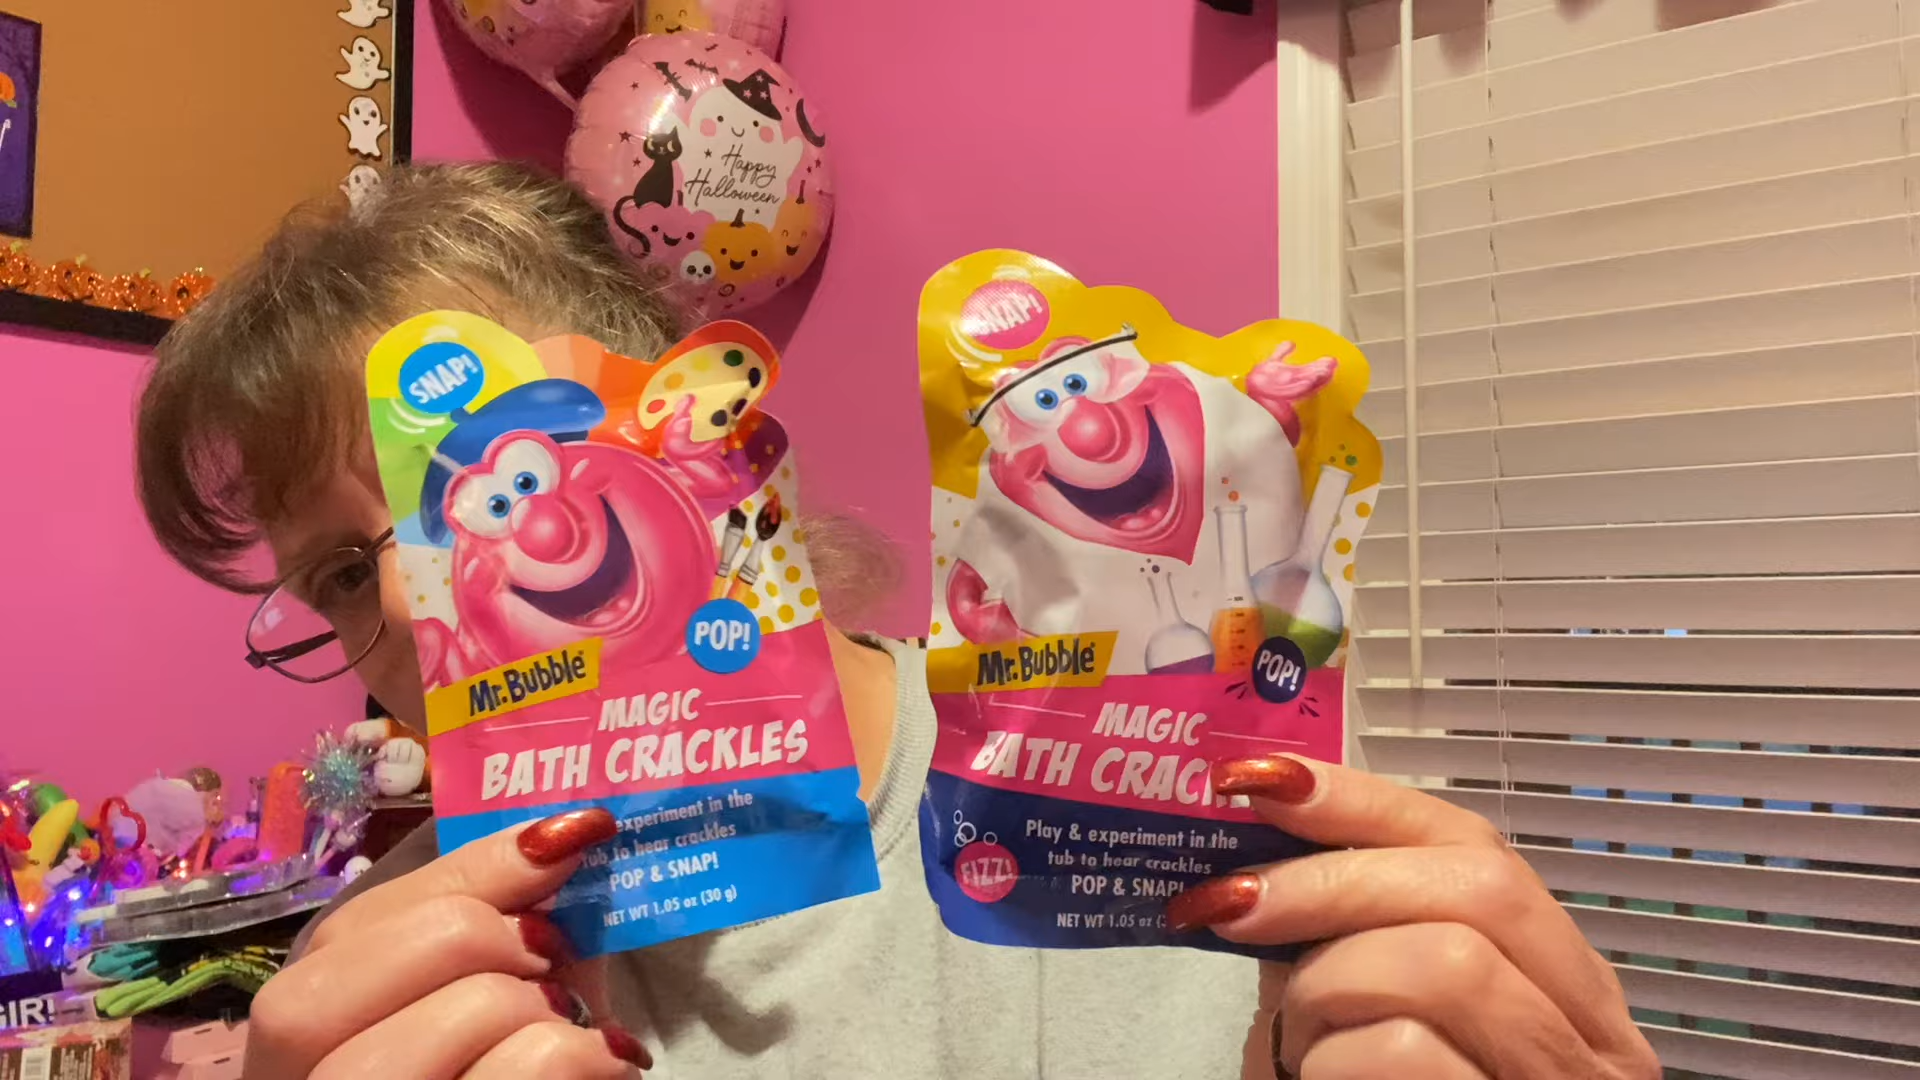 Happy
Halloween
SNAP!
POP!
Mr. Bubble
MAGIC
BATH CRACKLES
experiment in the
tub to hear crackles
POP & SNAP!
NET WT 1.05 oz (30 g)
SNAP!
POP!
Mr. Bubble
MAGIC
BATH
Play & experiment in the
tub to hear crackles
POP & SNAP!
FIZZ!
NET WT 1.05 oz
GIRL!